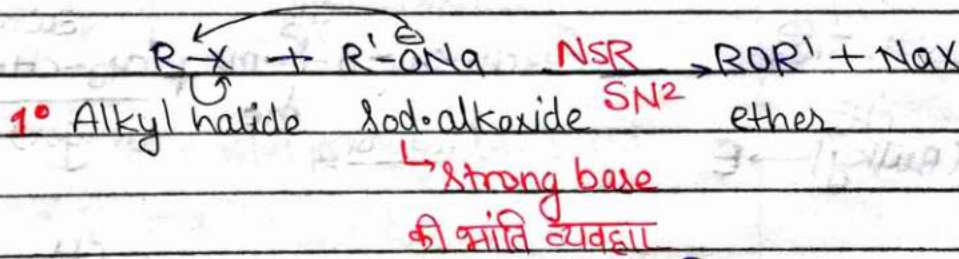 R-X + R'-ONa NSR SN2 → ROR' + NaX
1° Alkyl halide Sod.alkoxide ether
↳ strong base
की भांति व्यवहा